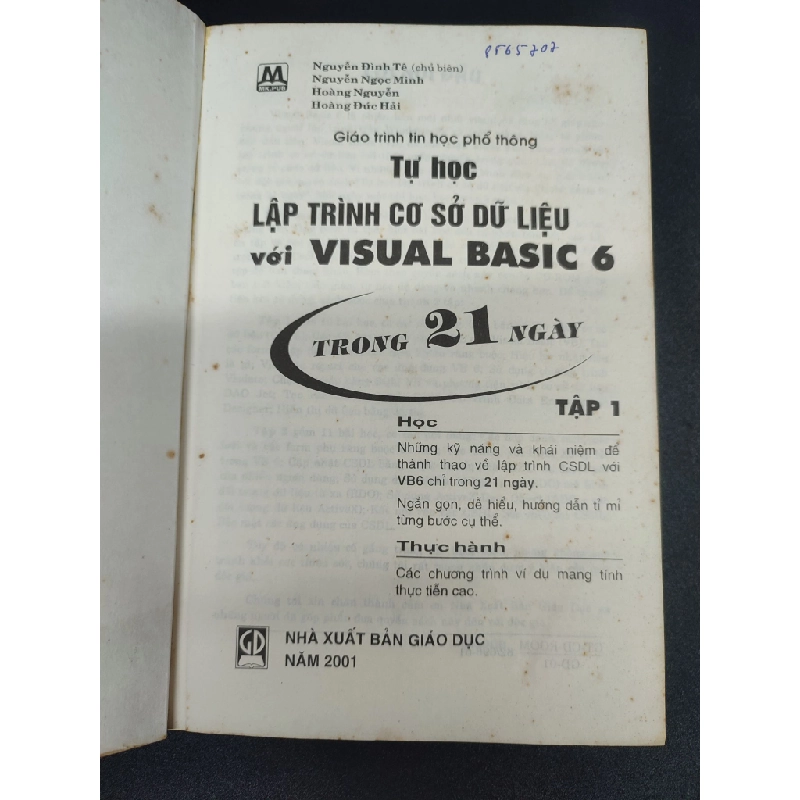 P565202
Nguyễn Đình Tê (chủ biên)
Nguyễn Ngọc Minh
Hoàng Nguyễn
Hoàng Đức Hải
MK.PUB
Giáo trình tin học phổ thông
Tự học
LẬP TRÌNH CƠ SỞ DỮ LIỆU
với VISUAL BASIC 6
TRONG 21 NGÀY
TẬP 1
Học
Những kỹ năng và khái niệm để
thành thạo về lập trình CSDL với
VB6 chỉ trong 21 ngày.
Ngắn gọn, dễ hiểu, hướng dẫn tỉ mỉ
từng bước cụ thể.
Thực hành
Các chương trình ví dụ mang tính
thực tiễn cao.
GD
NHÀ XUẤT BẢN GIÁO DỤC
NĂM 2001